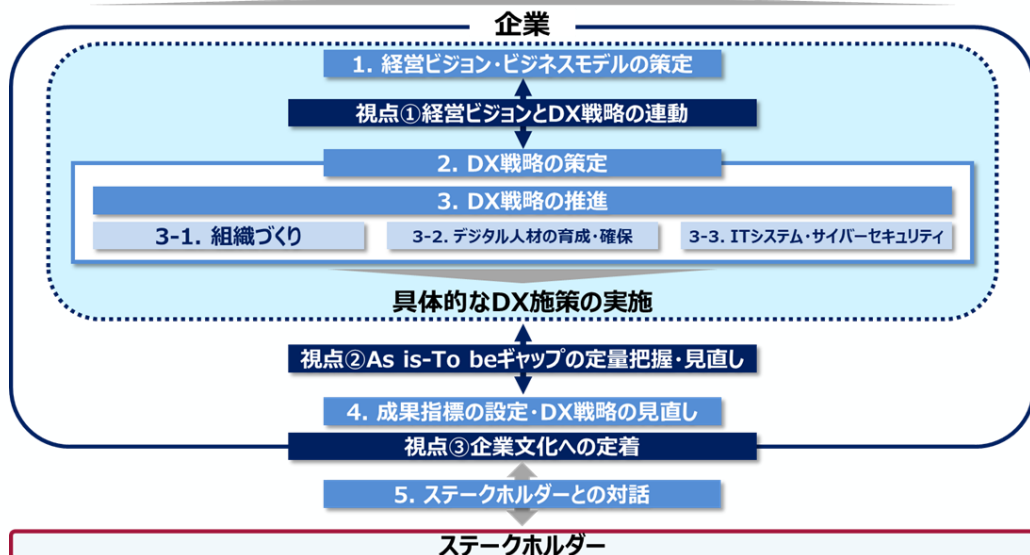 企業
1. 経営ビジョン・ビジネスモデルの策定
視点①経営ビジョンとDX戦略の連動
2. DX戦略の策定
3. DX戦略の推進
3-1. 組織づくり
3-2. デジタル人材の育成・確保
3-3. ITシステム・サイバーセキュリティ
具体的なDX施策の実施
視点②As is-To beギャップの定量把握・見直し
4. 成果指標の設定・DX戦略の見直し
視点③企業文化への定着
5. ステークホルダーとの対話
ステークホルダー